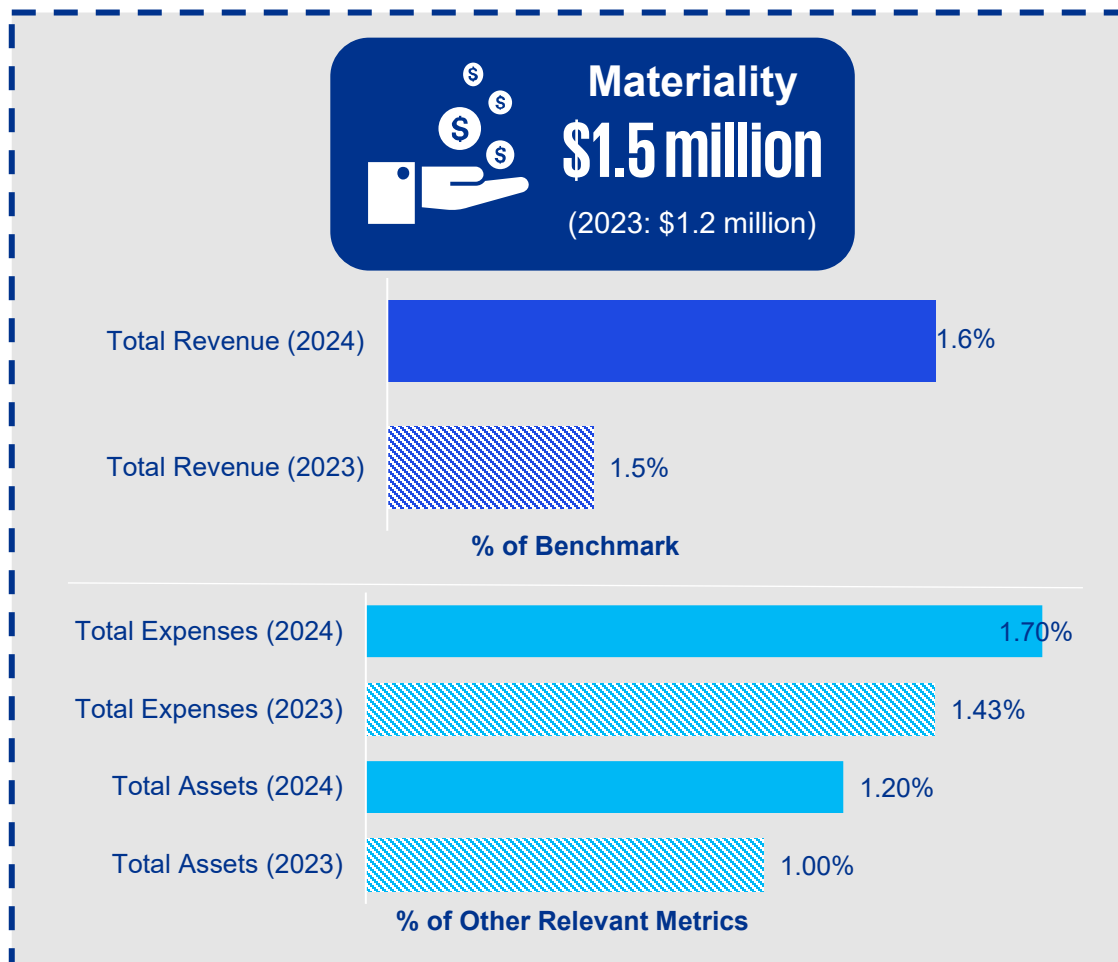 Materiality
$1.5 million
(2023: $1.2 million)
Total Revenue (2024) 1.6%
Total Revenue (2023) 1.5%
% of Benchmark
Total Expenses (2024) 1.70%
Total Expenses (2023) 1.43%
Total Assets (2024) 1.20%
Total Assets (2023) 1.00%
% of Other Relevant Metrics